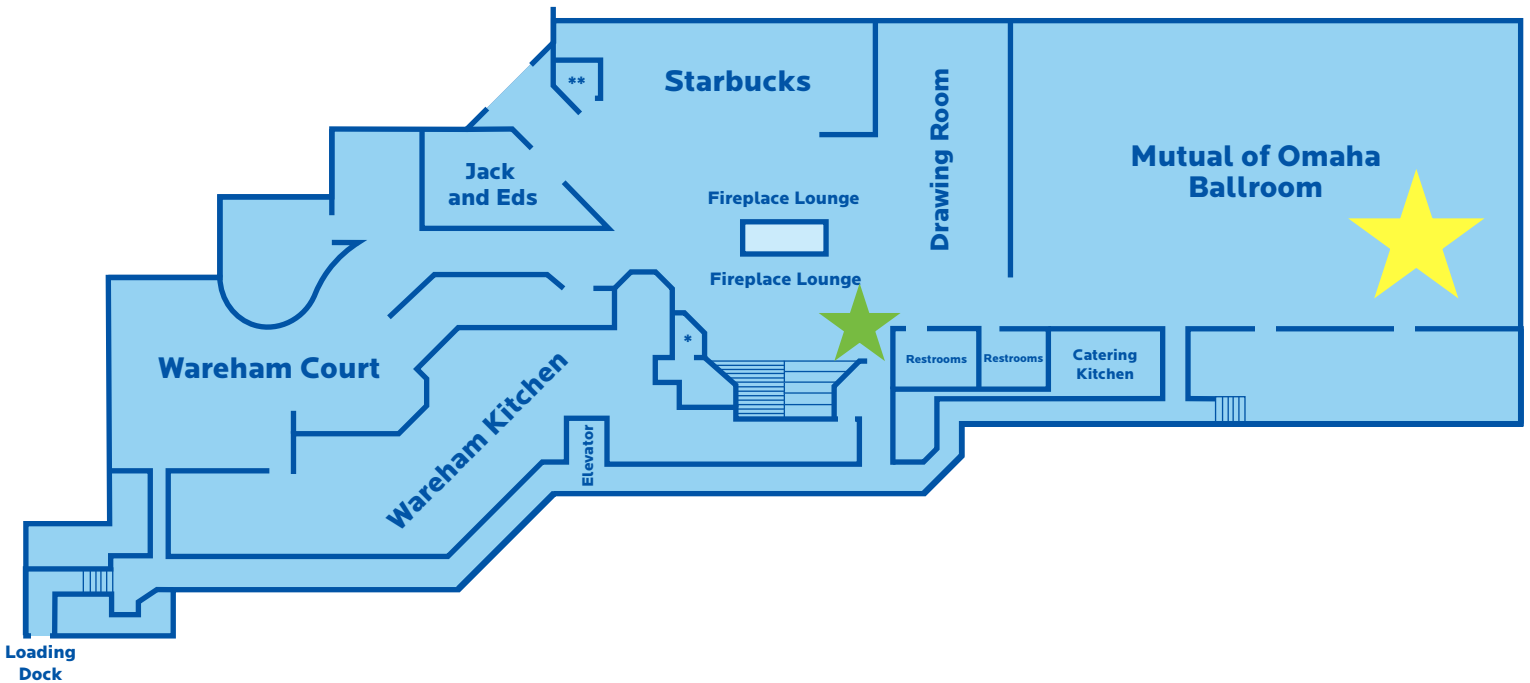 **
Starbucks
Drawing Room
Mutual of Omaha
Ballroom
Jack
and Eds
Fireplace Lounge
Fireplace Lounge
*
Restrooms
Restrooms
Catering
Kitchen
Wareham Court
Wareham Kitchen
Elevator
Loading
Dock